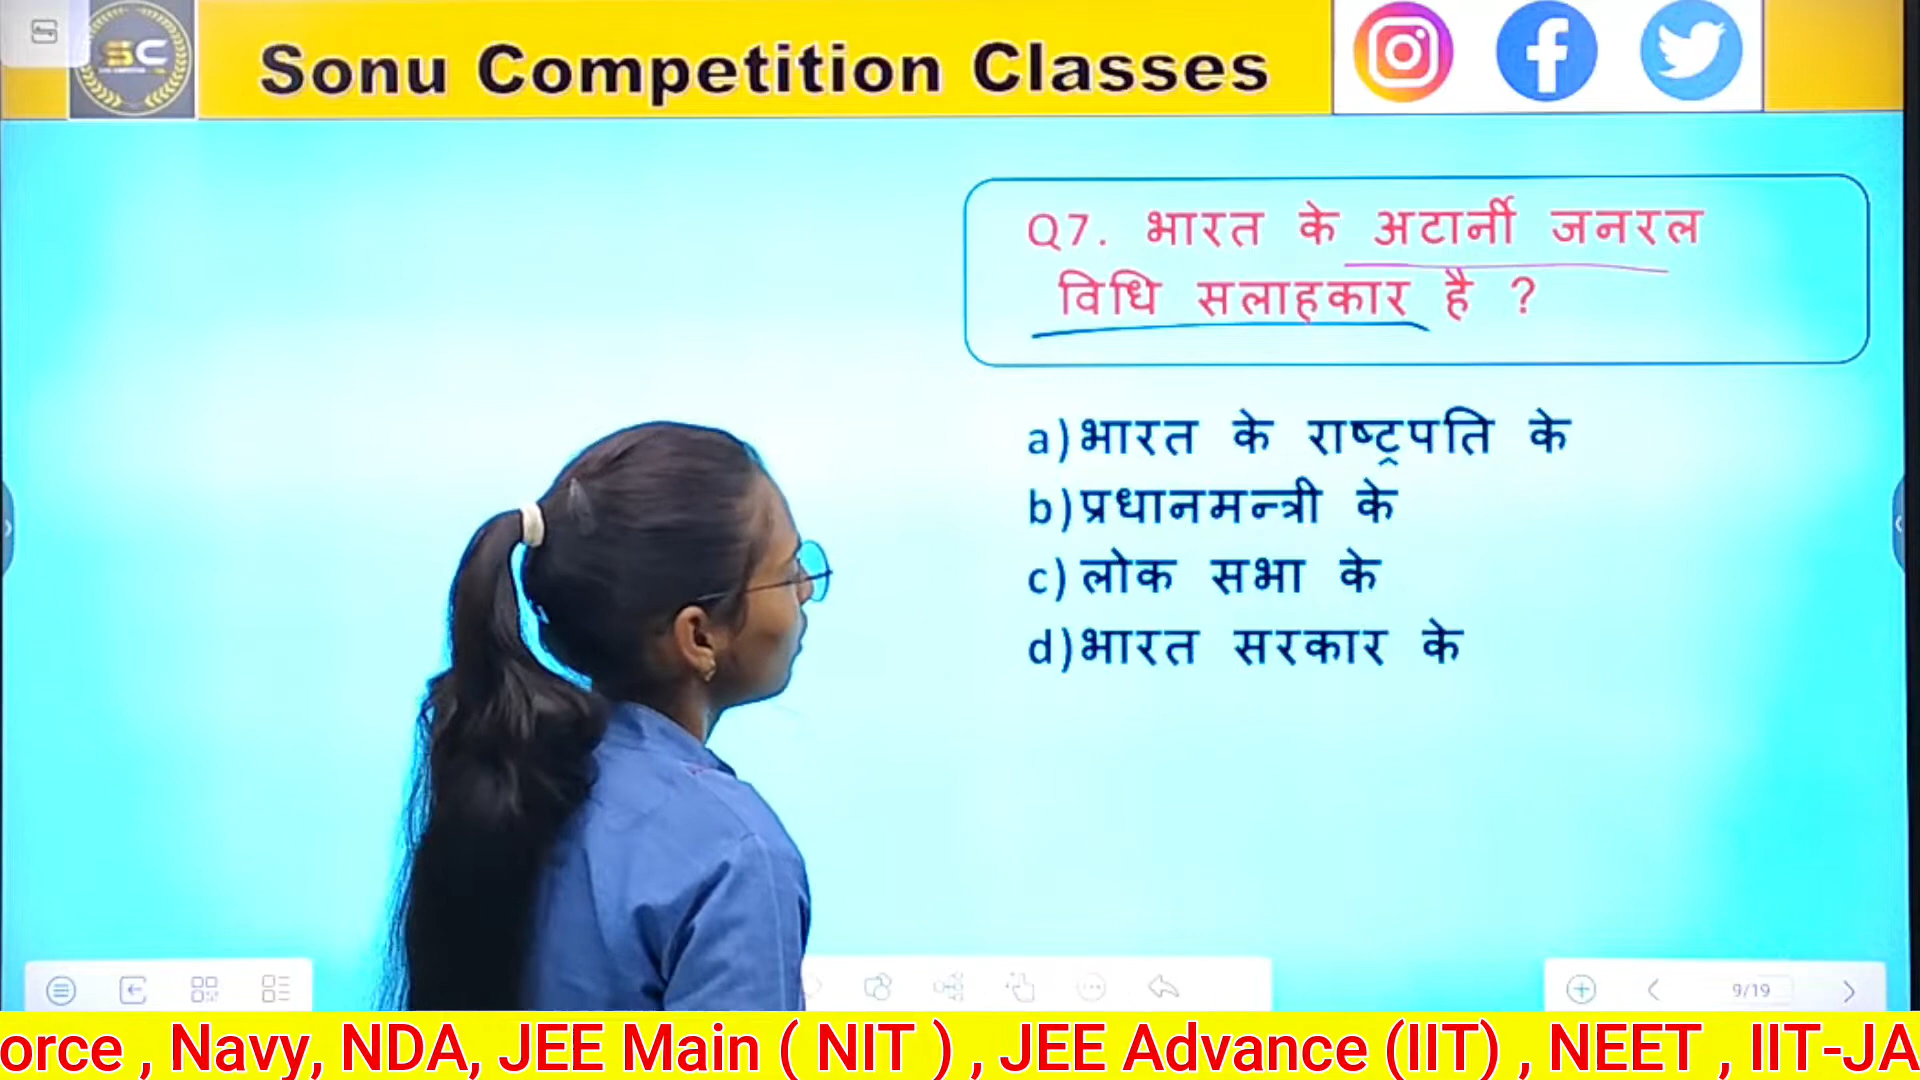 SC
Sonu Competition Classes
Q7. भारत के अटार्नी जनरल
विधि सलाहकार है ?
a)भारत के राष्ट्रपति के
b)प्रधानमन्त्री के
c) लोक सभा के
d)भारत सरकार के
9/19
orce , Navy, NDA, JEE Main ( NIT ) , JEE Advance (IIT) , NEET , IIT-JA